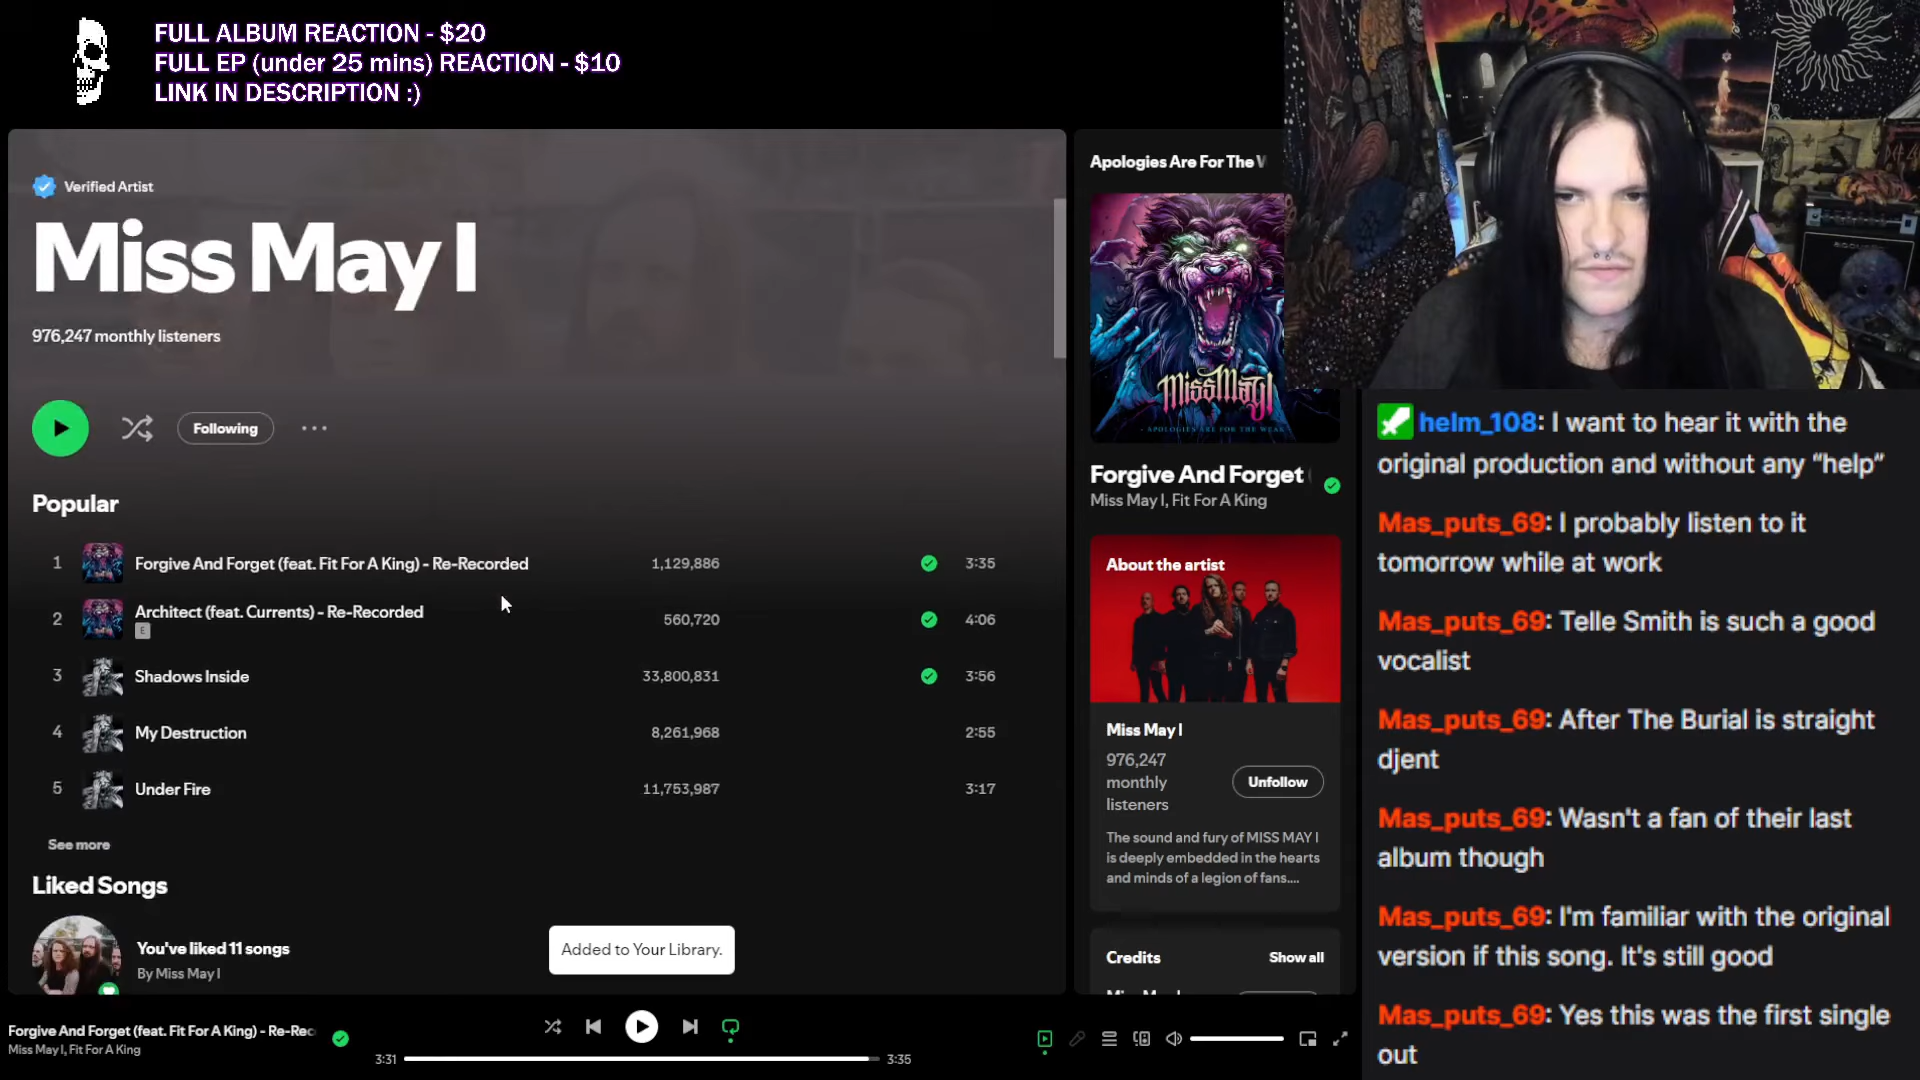 FULL ALBUM REACTION - $20
FULL EP (under 25 mins) REACTION - $10
LINK IN DESCRIPTION :)
Verified Artist
Miss May I
976,247 monthly listeners
Following
Popular
1 Forgive And Forget (feat. Fit For A King) - Re-Recorded 1,129,886 3:35
2 Architect (feat. Currents) - Re-Recorded 560,720 4:06
E
3 Shadows Inside 33,800,831 3:56
4 My Destruction 8,261,968 2:55
5 Under Fire 11,753,987 3:17
See more
Liked Songs
You've liked 11 songs
By Miss May I
Added to Your Library.
Apologies Are For The
MISS MAY I
- APOLOGIES ARE FOR THE WEAK -
Forgive And Forget
Miss May I, Fit For A King
About the artist
Miss May I
976,247
monthly
listeners
Unfollow
The sound and fury of MISS MAY I
is deeply embedded in the hearts
and minds of a legion of fans....
Credits
Show all
helm_108: I want to hear it with the
original production and without any “help”
Mas_puts_69: I probably listen to it
tomorrow while at work
Mas_puts_69: Telle Smith is such a good
vocalist
Mas_puts_69: After The Burial is straight
djent
Mas_puts_69: Wasn't a fan of their last
album though
Mas_puts_69: I'm familiar with the original
version if this song. It's still good
Mas_puts_69: Yes this was the first single
out
Forgive And Forget (feat. Fit For A King) - Re-Rec
Miss May I, Fit For A King
3:31
3:35